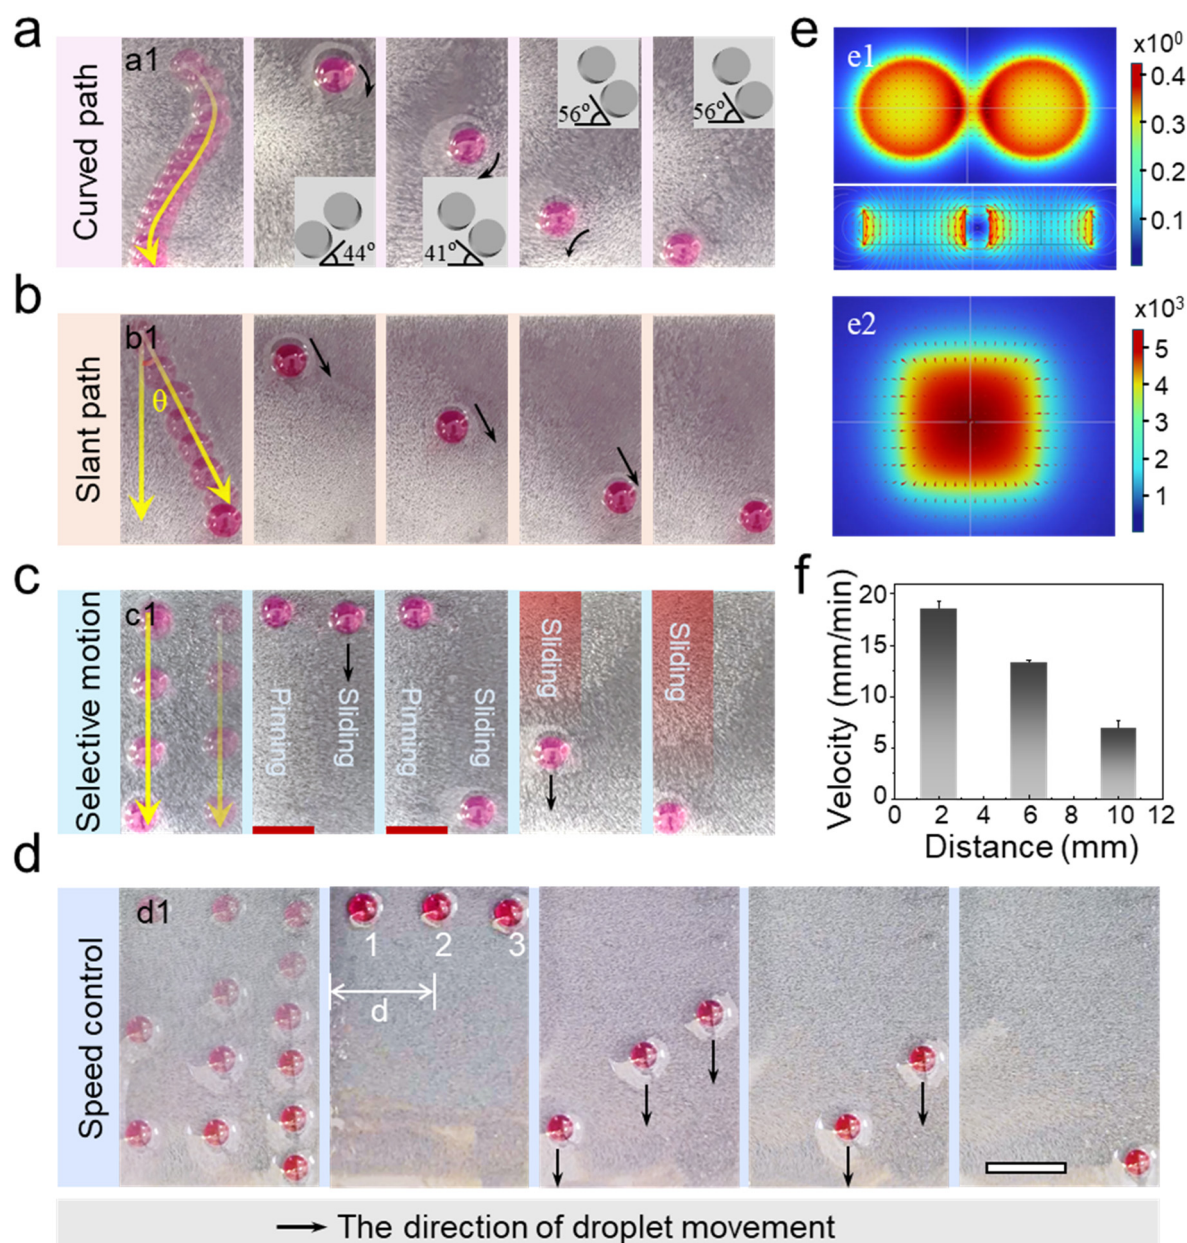 a
Curved path
a1
44°
41°
56°
56°
b
Slant path
b1
θ
c
Selective motion
c1
Pinning
Sliding
Pinning
Sliding
Sliding
Sliding
d
Speed control
d1
1
2
3
d
The direction of droplet movement
e
e1
x10⁰
0.4
0.3
0.2
0.1
e2
x10³
5
4
3
2
1
f
Velocity (mm/min)
20
15
10
5
0
0
2
4
6
8
10
12
Distance (mm)